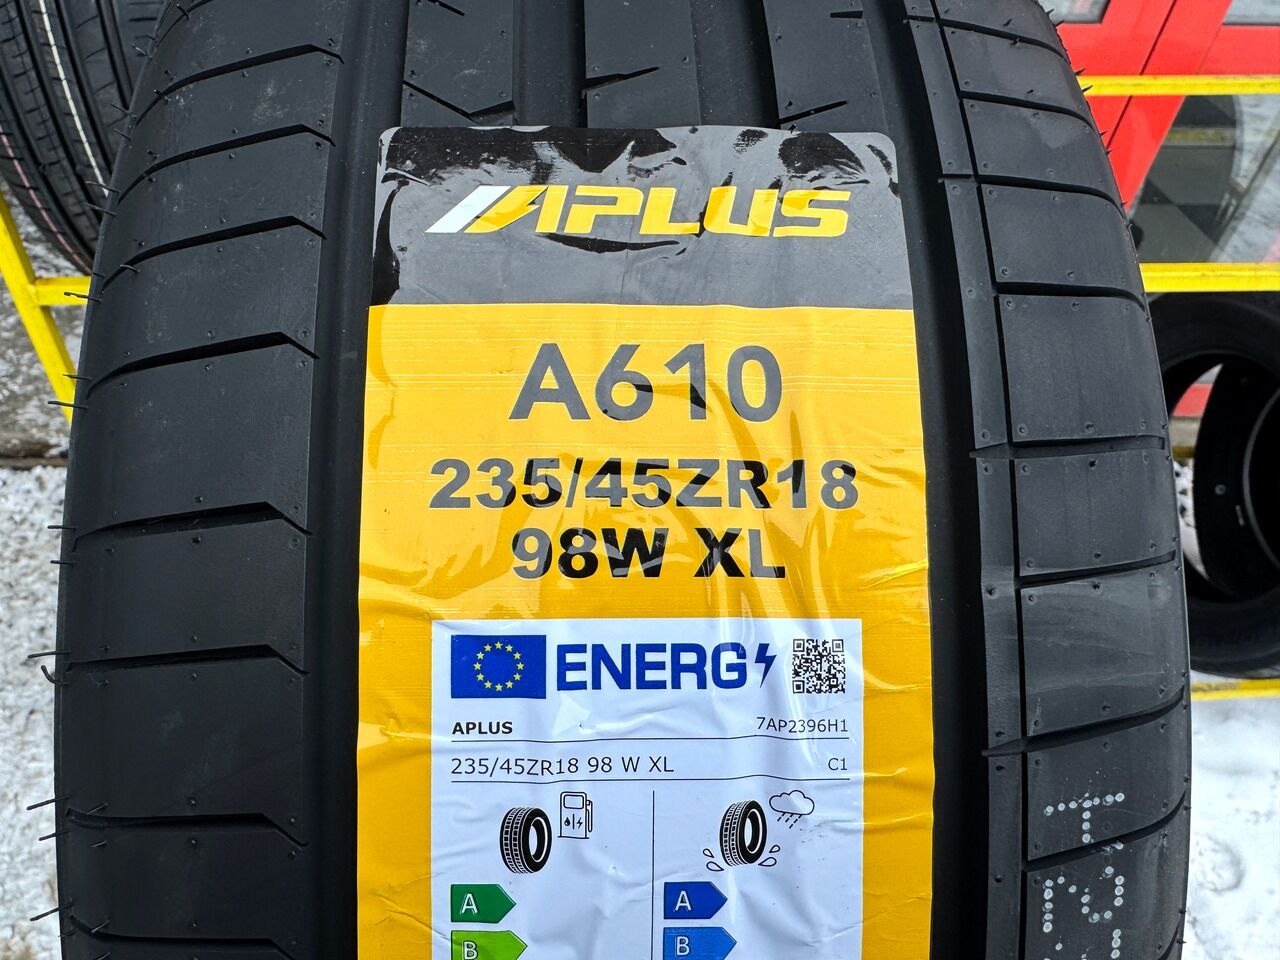 APLUS
A610
235/45ZR18
98W XL
ENERG
APLUS 7AP2396H1
235/45ZR18 98 W XL C1
A A
B B